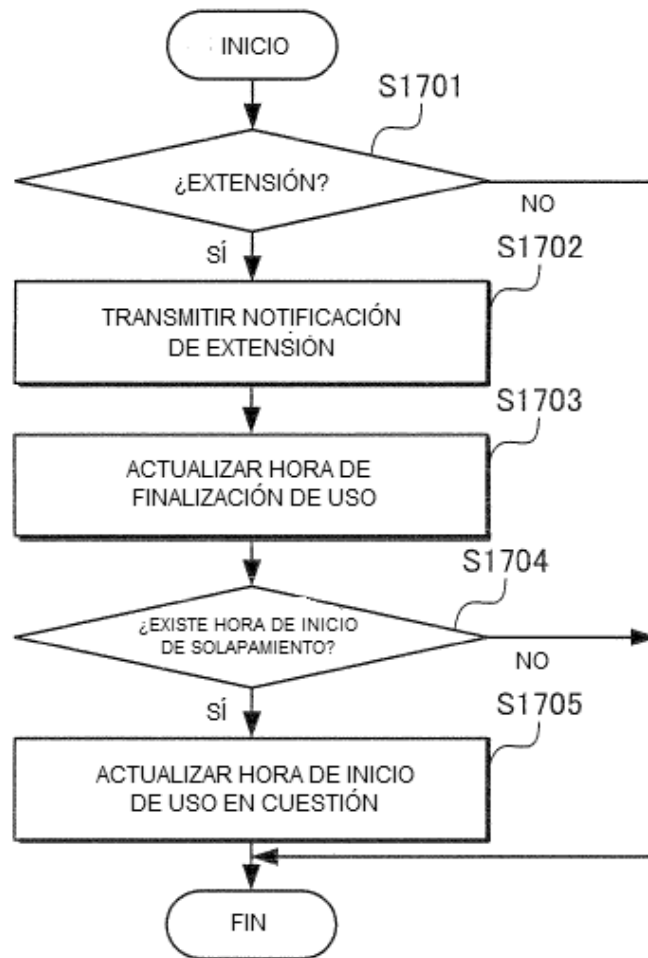 INICIO
S1701
¿EXTENSIÓN?
NO
SÍ
S1702
TRANSMITIR NOTIFICACIÓN
DE EXTENSIÓN
S1703
ACTUALIZAR HORA DE
FINALIZACIÓN DE USO
S1704
¿EXISTE HORA DE INICIO
DE SOLAPAMIENTO?
NO
SÍ
S1705
ACTUALIZAR HORA DE INICIO
DE USO EN CUESTIÓN
FIN